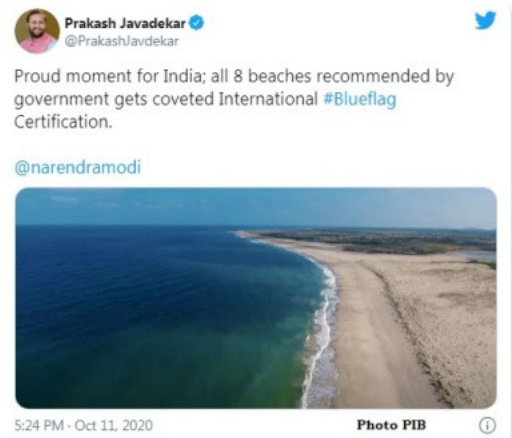 Prakash Javadekar
@PrakashJavdekar
Proud moment for India; all 8 beaches recommended by
government gets coveted International #Blueflag
Certification.
@narendramodi
5:24 PM · Oct 11, 2020
Photo PIB